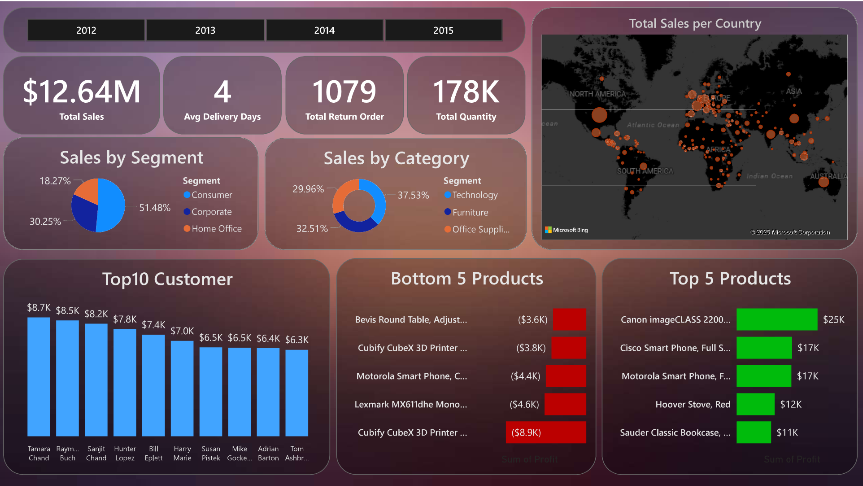 2012 2013 2014 2015
$12.64M 4 1079 178K
Total Sales Avg Delivery Days Total Return Order Total Quantity
Total Sales per Country
NORTH AMERICA
ASIA
Atlantic Ocean
AFRICA
SOUTH AMERICA
Indian Ocean
AUSTRALIA
Microsoft Bing
© 2025 Microsoft Corporation
Sales by Segment
18.27%
51.48%
30.25%
Segment
Consumer
Corporate
Home Office
Sales by Category
29.96%
37.53%
32.51%
Segment
Technology
Furniture
Office Suppli...
Top10 Customer
$8.7K $8.5K $8.2K $7.8K $7.4K $7.0K $6.5K $6.5K $6.4K $6.3K
Tamara Raym... Sanjit Hunter Bill Harry Susan Mike Adrian Tom
Chand Buch Chand Lopez Eplett Marie Pistek Gocke... Barton Ashbr...
Bottom 5 Products
Bevis Round Table, Adjust... ($3.6K)
Cubify CubeX 3D Printer ... ($3.8K)
Motorola Smart Phone, C... ($4.4K)
Lexmark MX611dhe Mono... ($4.6K)
Cubify CubeX 3D Printer ... ($8.9K)
Sum of Profit
Top 5 Products
Canon imageCLASS 2200... $25K
Cisco Smart Phone, Full S... $17K
Motorola Smart Phone, F... $17K
Hoover Stove, Red $12K
Sauder Classic Bookcase, ... $11K
Sum of Profit